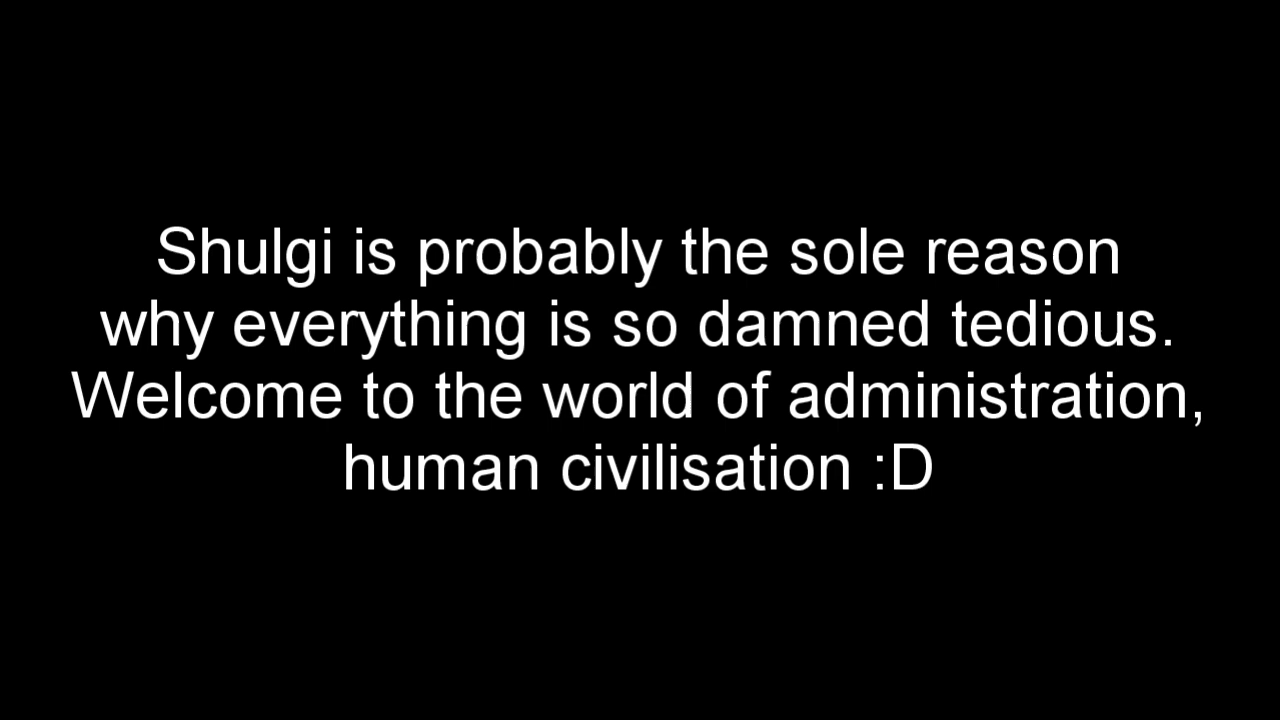 Shulgi is probably the sole reason
why everything is so damned tedious.
Welcome to the world of administration,
human civilisation :D